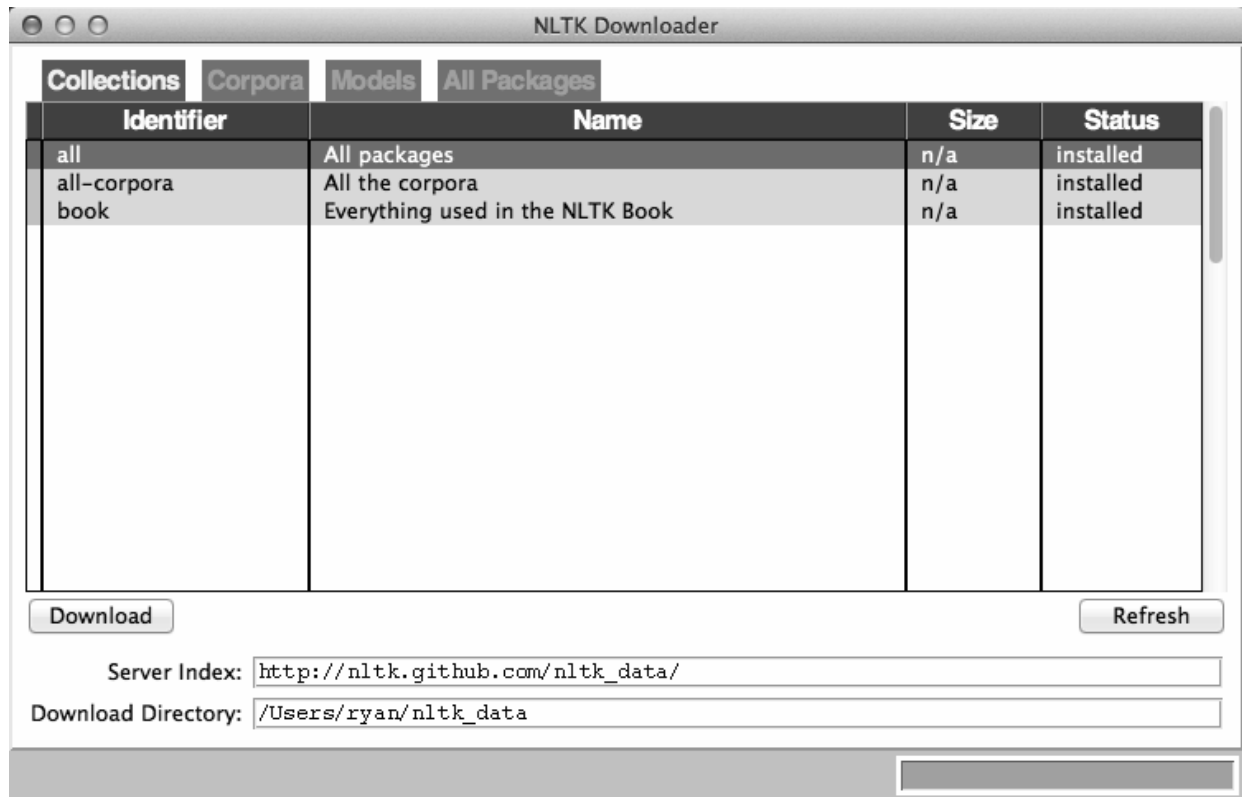 NLTK Downloader
Collections Corpora Models All Packages
Identifier Name Size Status
all All packages n/a installed
all-corpora All the corpora n/a installed
book Everything used in the NLTK Book n/a installed
Download Refresh
Server Index: http://nltk.github.com/nltk_data/
Download Directory: /Users/ryan/nltk_data